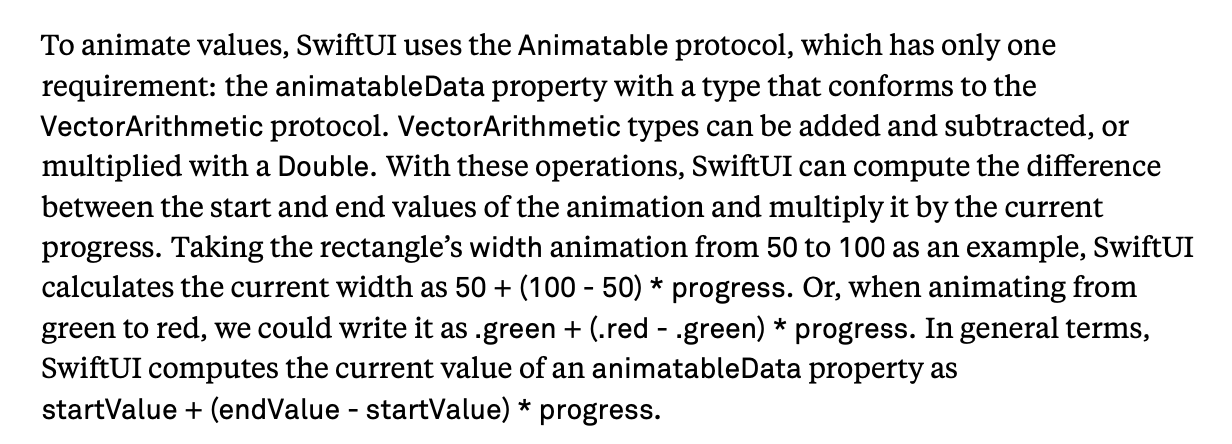 To animate values, SwiftUI uses the Animatable protocol, which has only one
requirement: the animatableData property with a type that conforms to the
VectorArithmetic protocol. VectorArithmetic types can be added and subtracted, or
multiplied with a Double. With these operations, SwiftUI can compute the difference
between the start and end values of the animation and multiply it by the current
progress. Taking the rectangle’s width animation from 50 to 100 as an example, SwiftUI
calculates the current width as 50 + (100 - 50) * progress. Or, when animating from
green to red, we could write it as .green + (.red - .green) * progress. In general terms,
SwiftUI computes the current value of an animatableData property as
startValue + (endValue - startValue) * progress.